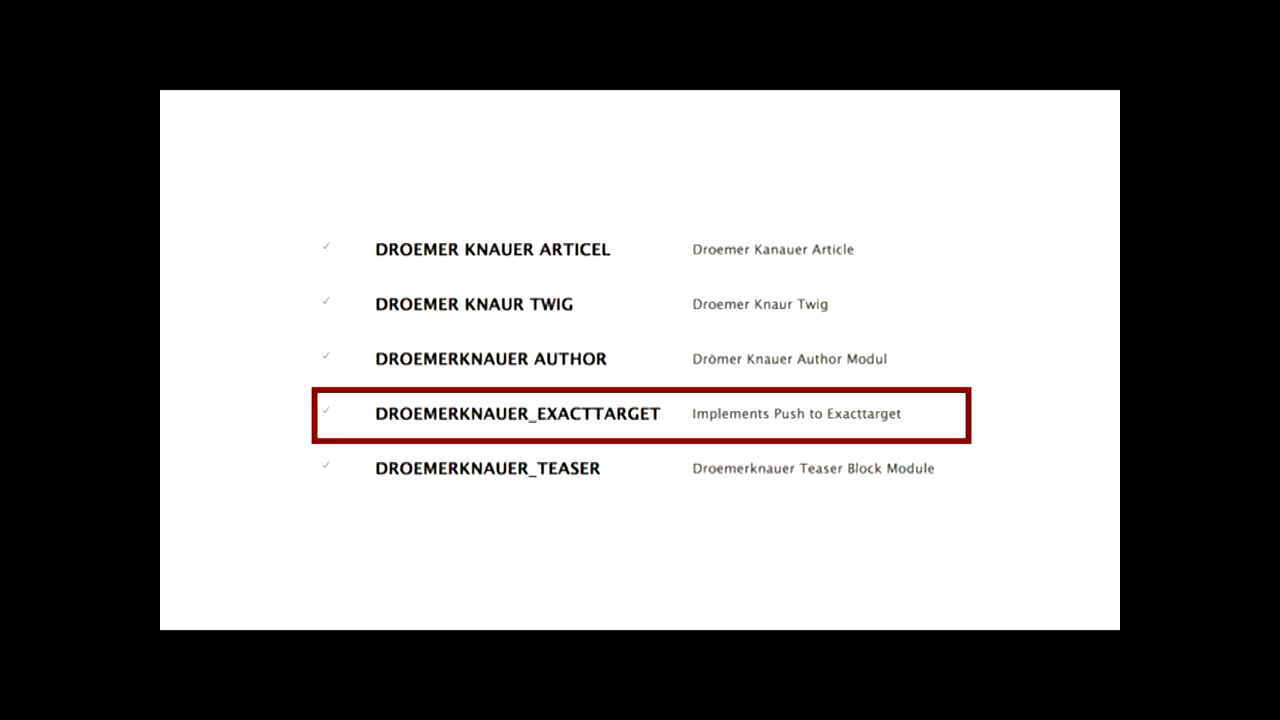 ✓ DROEMER KNAUER ARTICEL Droemer Kanauer Article
✓ DROEMER KNAUR TWIG Droemer Knaur Twig
✓ DROEMERKNAUER AUTHOR Drömer Knauer Author Modul
✓ DROEMERKNAUER_EXACTTARGET Implements Push to Exacttarget
✓ DROEMERKNAUER_TEASER Droemerknauer Teaser Block Module